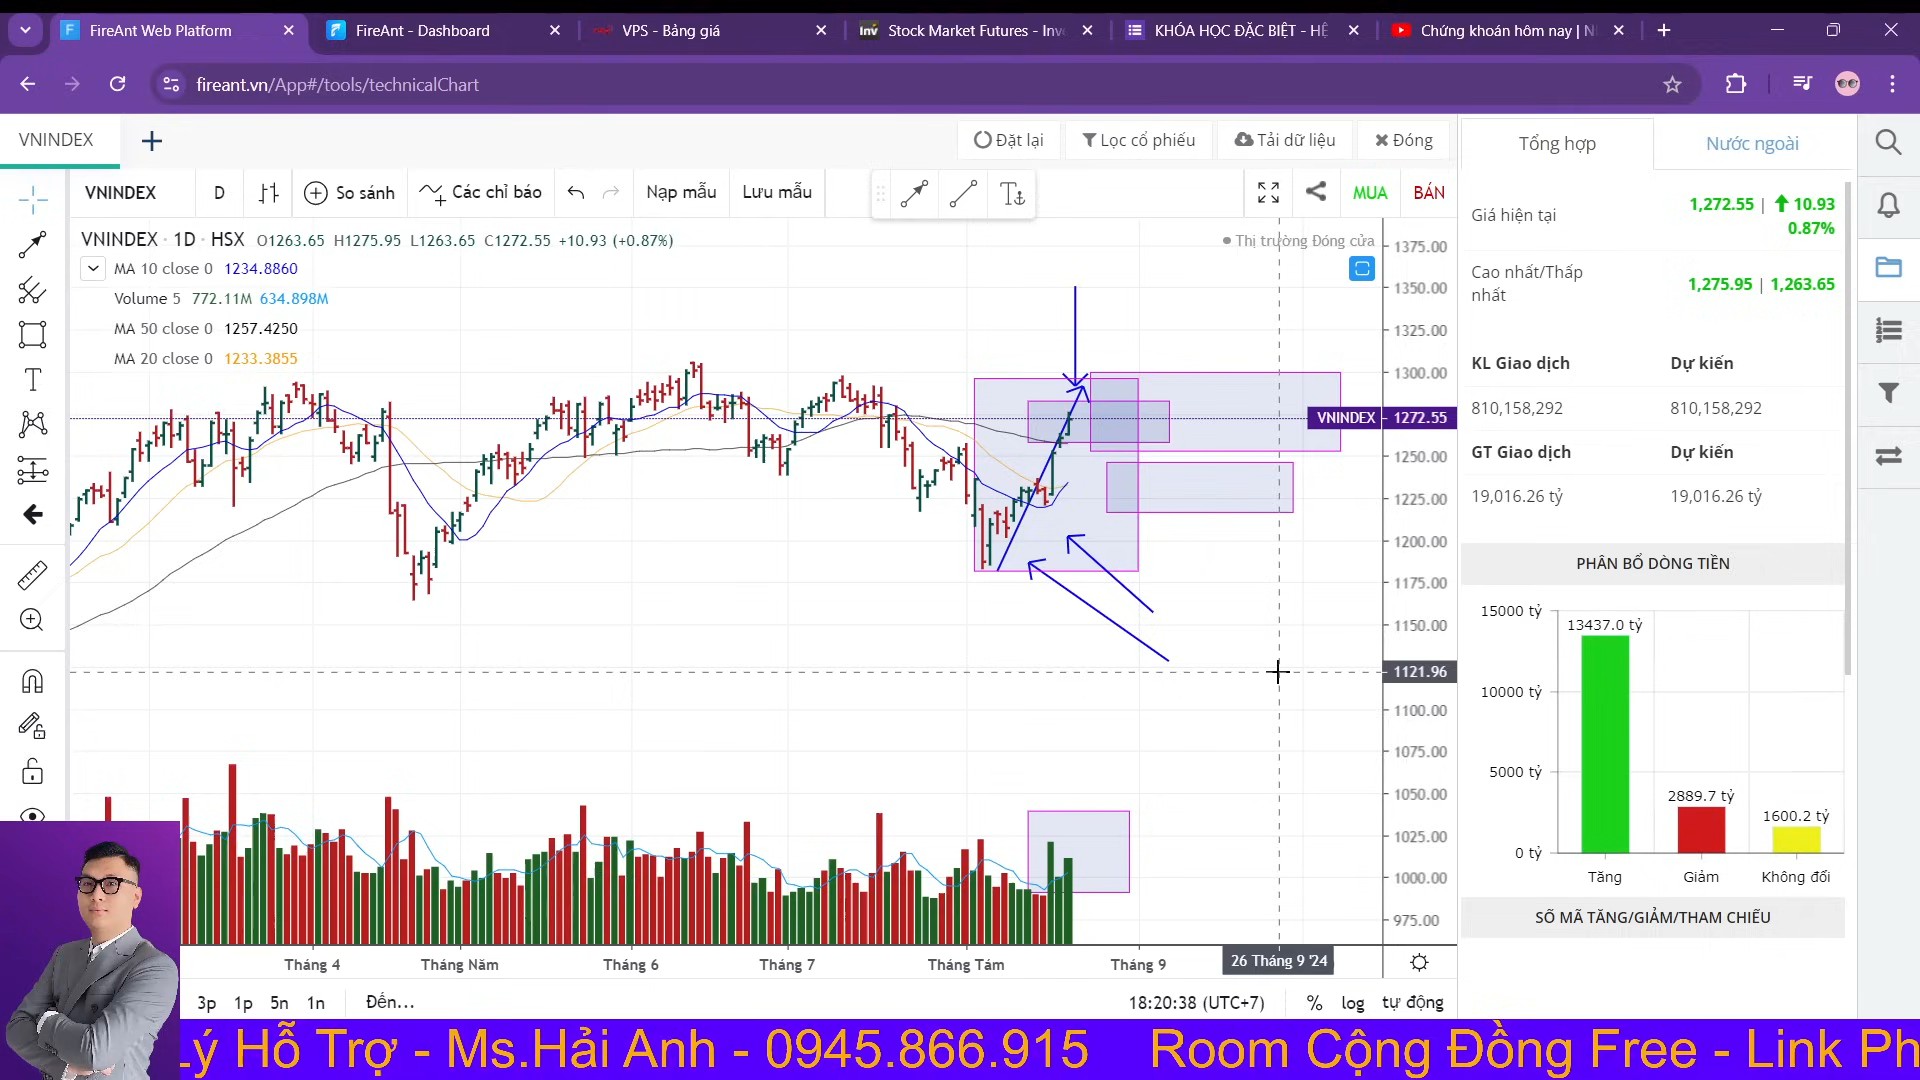 FireAnt Web Platform
FireAnt - Dashboard
VPS - Bảng giá
Stock Market Futures - Inv
KHÓA HỌC ĐẶC BIỆT - HỆ
Chứng khoán hôm nay | N
fireant.vn/App#/tools/technicalChart
VNINDEX
Đặt lại
Lọc cổ phiếu
Tải dữ liệu
Đóng
VNINDEX
D
So sánh
Các chỉ báo
Nạp mẫu
Lưu mẫu
MUA
BÁN
VNINDEX · 1D · HSX O1263.65 H1275.95 L1263.65 C1272.55 +10.93 (+0.87%)
Thị trường Đóng cửa
MA 10 close 0 1234.8860
Volume 5 772.11M 634.898M
MA 50 close 0 1257.4250
MA 20 close 0 1233.3855
1375.00
1350.00
1325.00
1300.00
VNINDEX 1272.55
1250.00
1225.00
1200.00
1175.00
1150.00
1121.96
1100.00
1075.00
1050.00
1025.00
1000.00
975.00
Tháng 4
Tháng Năm
Tháng 6
Tháng 7
Tháng Tám
Tháng 9
26 Tháng 9 '24
3p 1p 5n 1n
Đến...
18:20:38 (UTC+7)
% log tự động
Tổng hợp
Nước ngoài
Giá hiện tại
1,272.55 | 10.93
0.87%
Cao nhất/Thấp nhất
1,275.95 | 1,263.65
KL Giao dịch
Dự kiến
810,158,292
810,158,292
GT Giao dịch
Dự kiến
19,016.26 tỷ
19,016.26 tỷ
PHÂN BỔ DÒNG TIỀN
15000 tỷ
10000 tỷ
5000 tỷ
0 tỷ
13437.0 tỷ
2889.7 tỷ
1600.2 tỷ
Tăng
Giảm
Không đổi
SỐ MÃ TĂNG/GIẢM/THAM CHIẾU
Lý Hỗ Trợ - Ms.Hải Anh - 0945.866.915 Room Cộng Đồng Free - Link Ph